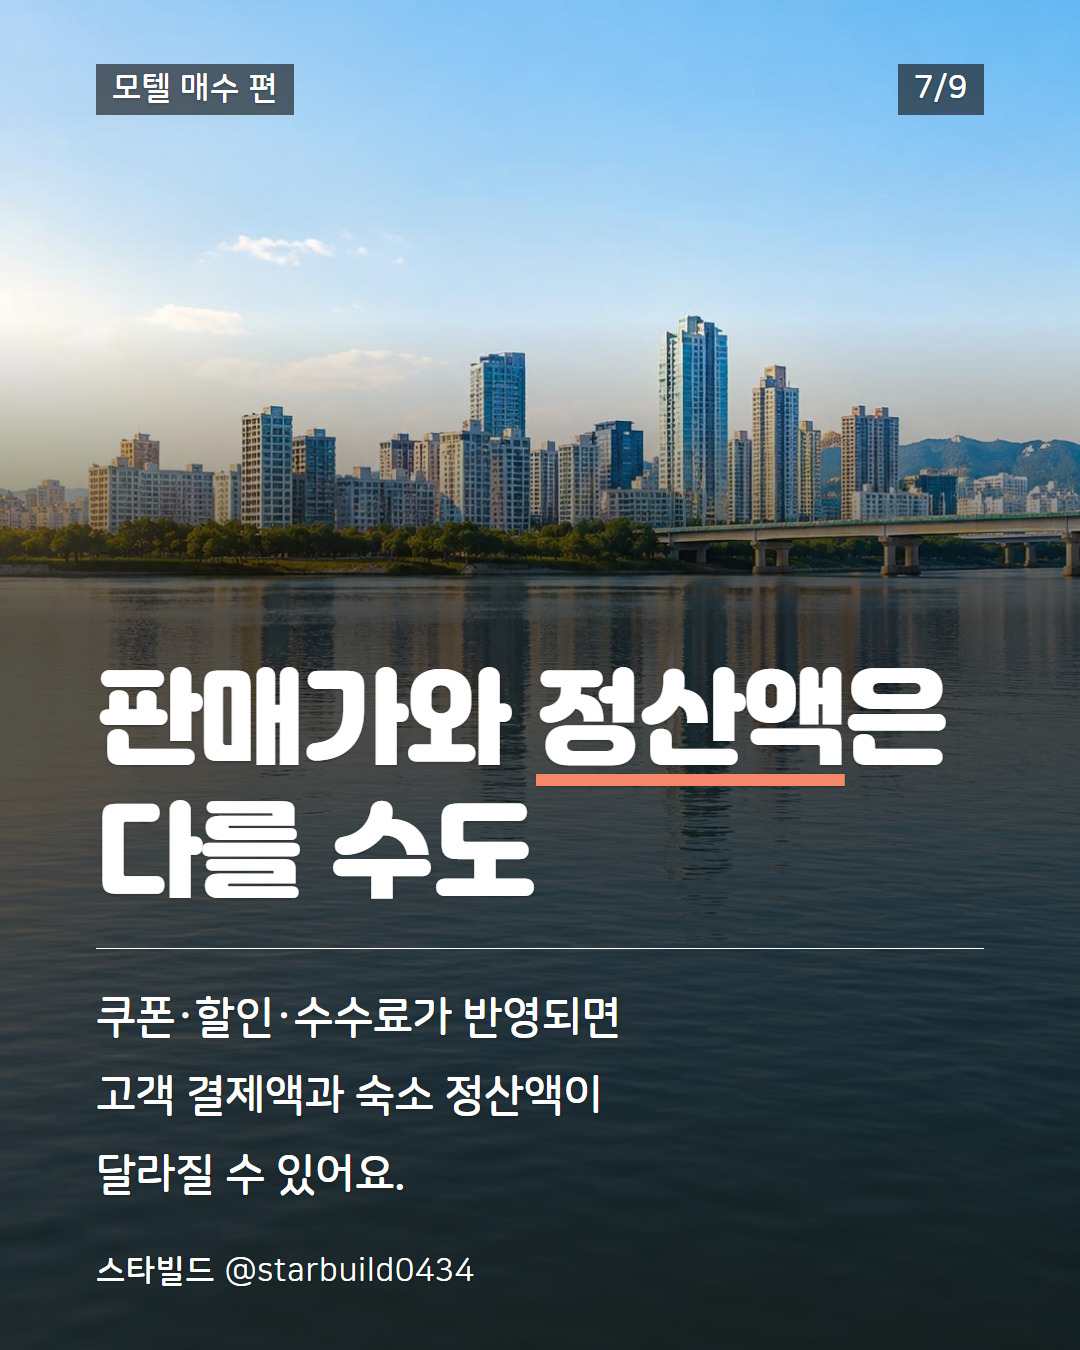 모텔 매수 편
7/9
판매가와 정산액은
다를 수도
쿠폰·할인·수수료가 반영되면
고객 결제액과 숙소 정산액이
달라질 수 있어요.
스타빌드 @starbuild0434